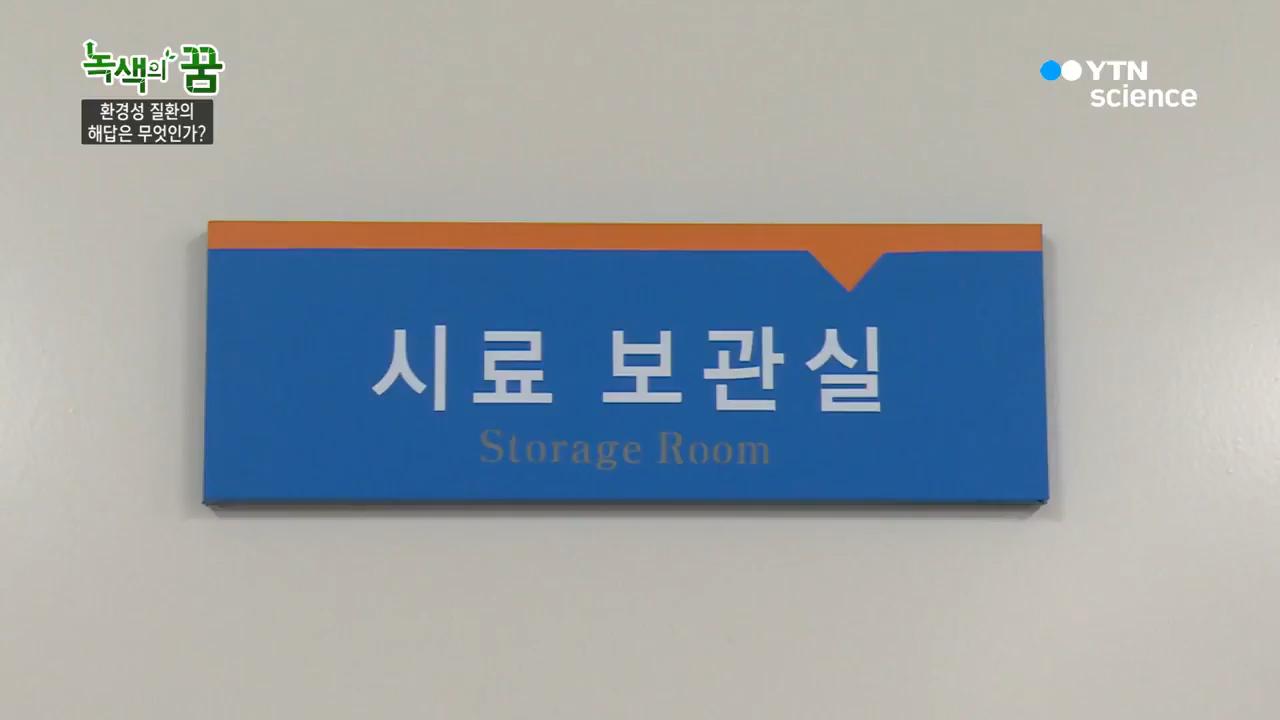 녹색의 꿈
환경성 질환의
해답은 무엇인가?
YTN
science
시료 보관실
Storage Room